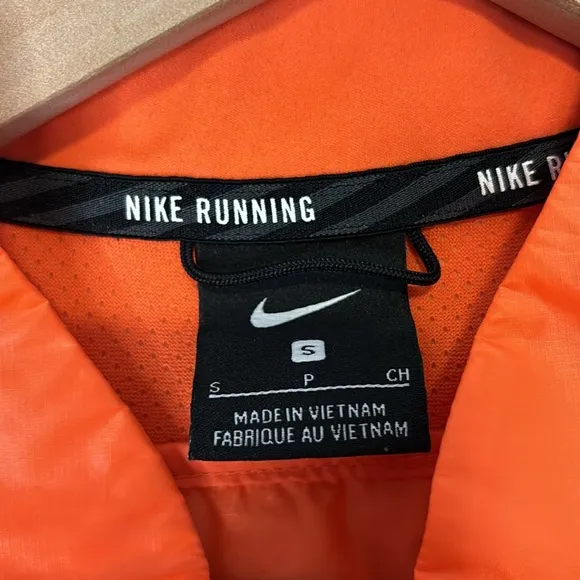 NIKE RUNNING
NIKE R
S
S P CH
MADE IN VIETNAM
FABRIQUE AU VIETNAM